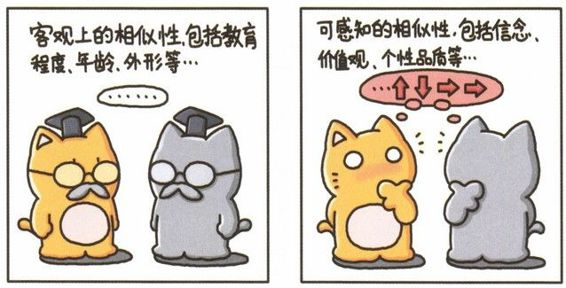 客观上的相似性,包括教育
程度、年龄、外形等…
……
可感知的相似性,包括信念、
价值观、个性品质等…
…↑↓→→